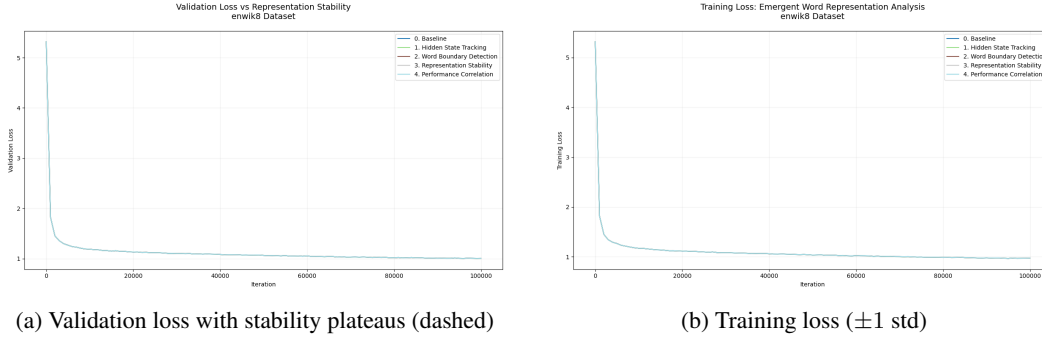 Validation Loss vs Representation Stability
enwik8 Dataset
0. Baseline
1. Hidden State Tracking
2. Word Boundary Detection
3. Representation Stability
4. Performance Correlation
5
4
3
2
1
Validation Loss
0 20000 40000 60000 80000 100000
Iteration
(a) Validation loss with stability plateaus (dashed)
Training Loss: Emergent Word Representation Analysis
enwik8 Dataset
0. Baseline
1. Hidden State Tracking
2. Word Boundary Detection
3. Representation Stability
4. Performance Correlation
5
4
3
2
1
Training Loss
0 20000 40000 60000 80000 100000
Iteration
(b) Training loss (±1 std)